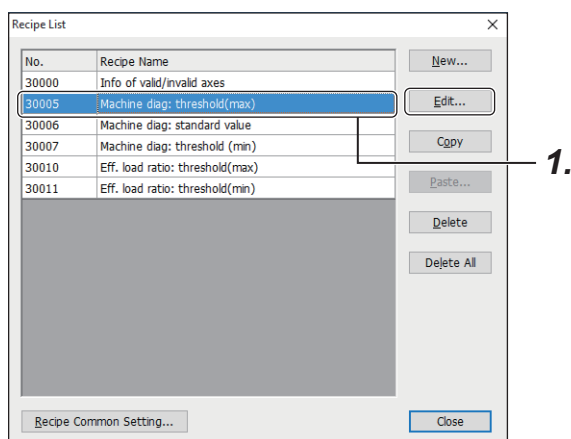 Recipe List
No. Recipe Name
30000 Info of valid/invalid axes
30005 Machine diag: threshold(max)
30006 Machine diag: standard value
30007 Machine diag: threshold (min)
30010 Eff. load ratio: threshold(max)
30011 Eff. load ratio: threshold(min)
New...
Edit...
Copy
Paste...
Delete
Delete All
1.
Recipe Common Setting...
Close